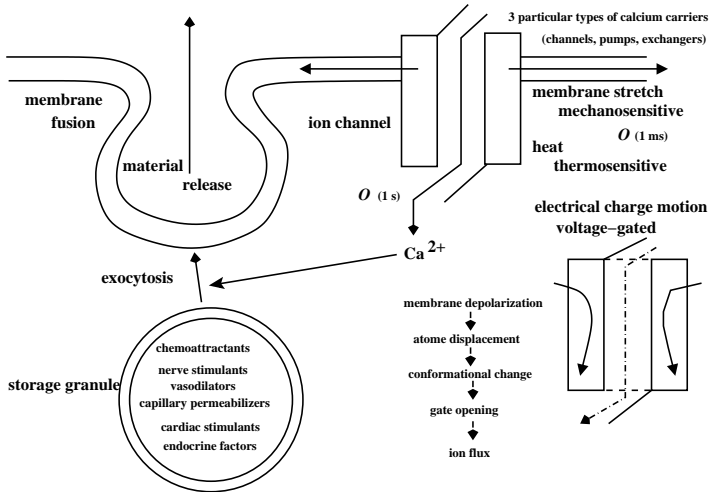 3 particular types of calcium carriers
(channels, pumps, exchangers)
membrane
fusion
material
release
ion channel
membrane stretch
mechanosensitive
O (1 ms)
heat
thermosensitive
O (1 s)
electrical charge motion
voltage−gated
Ca 2+
exocytosis
storage granule
chemoattractants
nerve stimulants
vasodilators
capillary permeabilizers
cardiac stimulants
endocrine factors
membrane depolarization
atome displacement
conformational change
gate opening
ion flux